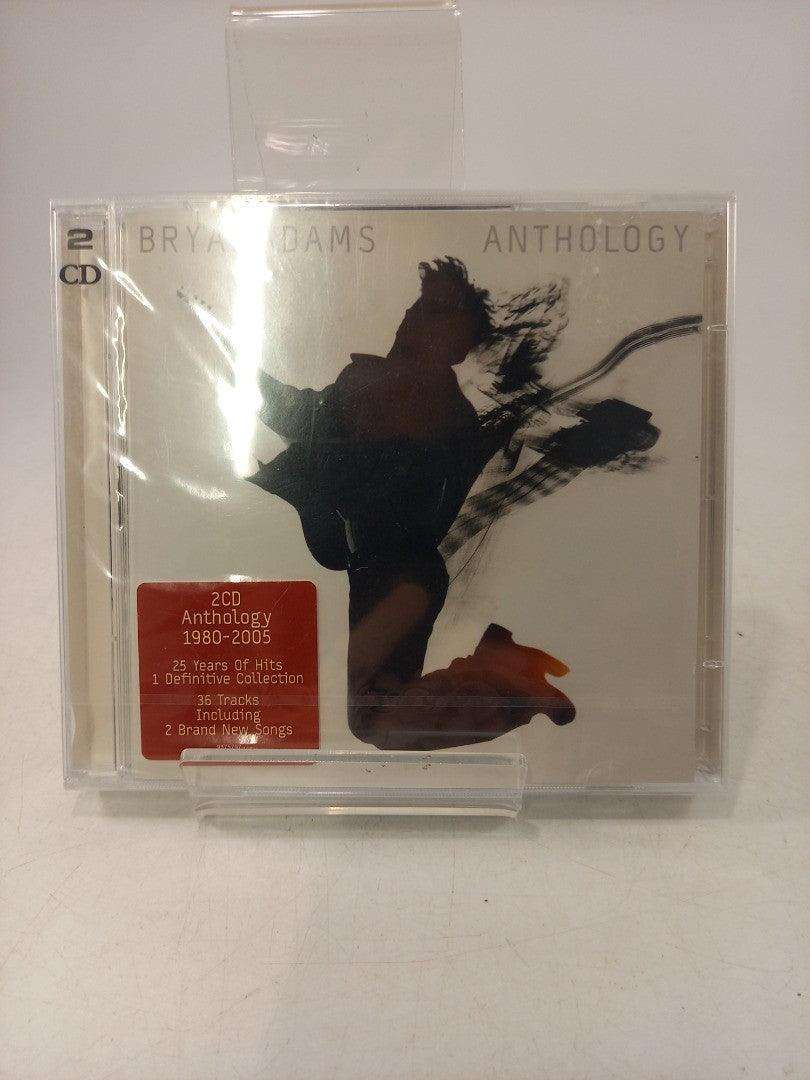 2
CD
BRYAN ADAMS ANTHOLOGY
2CD
Anthology
1980-2005
25 Years Of Hits
1 Definitive Collection
36 Tracks
Including
2 Brand New Songs